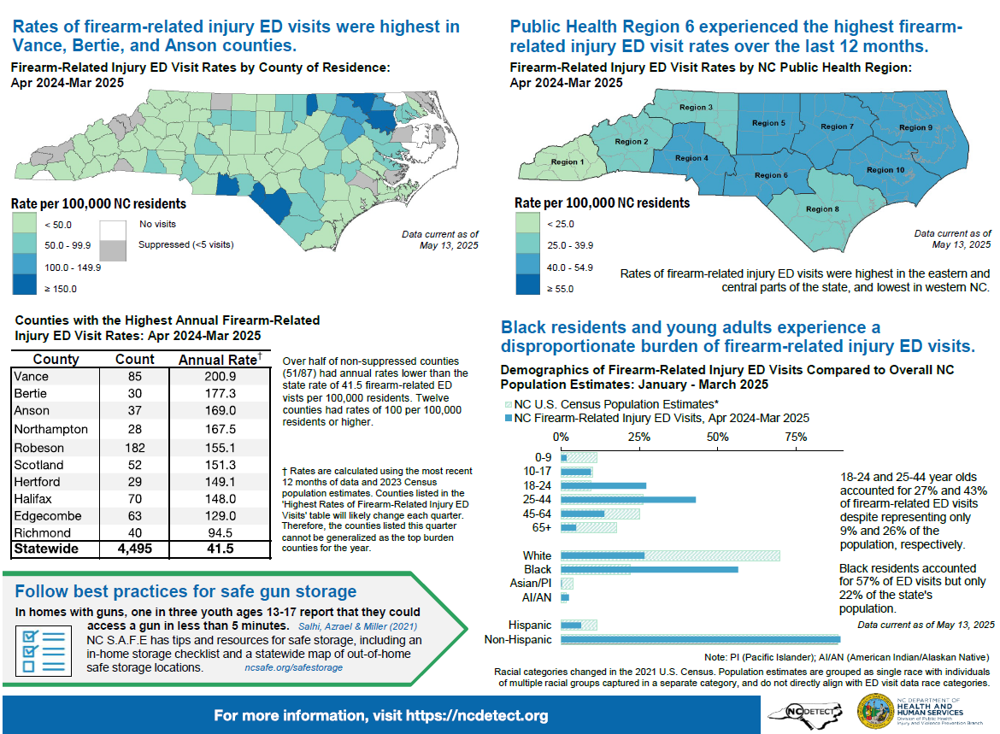 Rates of firearm-related injury ED visits were highest in
Vance, Bertie, and Anson counties.
Firearm-Related Injury ED Visit Rates by County of Residence:
Apr 2024-Mar 2025
Rate per 100,000 NC residents
< 50.0
50.0 - 99.9
100.0 - 149.9
≥ 150.0
No visits
Suppressed (<5 visits)
Data current as of
May 13, 2025
Public Health Region 6 experienced the highest firearm-
related injury ED visit rates over the last 12 months.
Firearm-Related Injury ED Visit Rates by NC Public Health Region:
Apr 2024-Mar 2025
Region 1
Region 2
Region 3
Region 4
Region 5
Region 6
Region 7
Region 8
Region 9
Region 10
Rate per 100,000 NC residents
< 25.0
25.0 - 39.9
40.0 - 54.9
≥ 55.0
Data current as of
May 13, 2025
Rates of firearm-related injury ED visits were highest in the eastern and
central parts of the state, and lowest in western NC.
Counties with the Highest Annual Firearm-Related
Injury ED Visit Rates: Apr 2024-Mar 2025
County Count Annual Rate†
Vance 85 200.9
Bertie 30 177.3
Anson 37 169.0
Northampton 28 167.5
Robeson 182 155.1
Scotland 52 151.3
Hertford 29 149.1
Halifax 70 148.0
Edgecombe 63 129.0
Richmond 40 94.5
Statewide 4,495 41.5
Over half of non-suppressed counties
(51/87) had annual rates lower than the
state rate of 41.5 firearm-related ED
vists per 100,000 residents. Twelve
counties had rates of 100 per 100,000
residents or higher.
† Rates are calculated using the most recent
12 months of data and 2023 Census
population estimates. Counties listed in the
'Highest Rates of Firearm-Related Injury ED
Visits' table will likely change each quarter.
Therefore, the counties listed this quarter
cannot be generalized as the top burden
counties for the year.
Black residents and young adults experience a
disproportionate burden of firearm-related injury ED visits.
Demographics of Firearm-Related Injury ED Visits Compared to Overall NC
Population Estimates: January - March 2025
NC U.S. Census Population Estimates*
NC Firearm-Related Injury ED Visits, Apr 2024-Mar 2025
0% 25% 50% 75%
0-9
10-17
18-24
25-44
45-64
65+
White
Black
Asian/PI
AI/AN
Hispanic
Non-Hispanic
18-24 and 25-44 year olds
accounted for 27% and 43%
of firearm-related ED visits
despite representing only
9% and 26% of the
population, respectively.
Black residents accounted
for 57% of ED visits but only
22% of the state's
population.
Data current as of May 13, 2025
Note: PI (Pacific Islander); AI/AN (American Indian/Alaskan Native)
Racial categories changed in the 2021 U.S. Census. Population estimates are grouped as single race with individuals
of multiple racial groups captured in a separate category, and do not directly align with ED visit data race categories.
Follow best practices for safe gun storage
In homes with guns, one in three youth ages 13-17 report that they could
access a gun in less than 5 minutes. Salhi, Azrael & Miller (2021)
NC S.A.F.E has tips and resources for safe storage, including an
in-home storage checklist and a statewide map of out-of-home
safe storage locations. ncsafe.org/safestorage
For more information, visit https://ncdetect.org
NC DETECT
NC DEPARTMENT OF
HEALTH AND
HUMAN SERVICES
Division of Public Health
Injury and Violence Prevention Branch